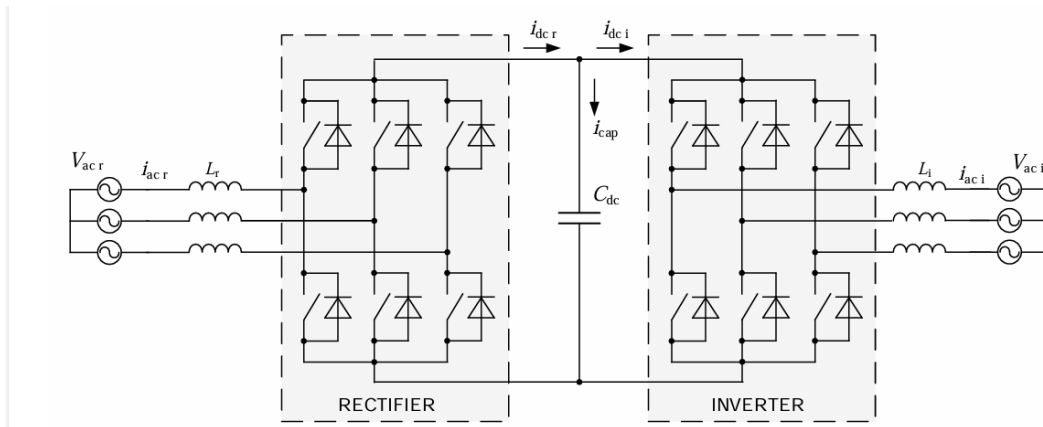 i_dc r
i_dc i
i_cap
V_ac r
i_ac r
L_r
C_dc
L_i
i_ac i
V_ac i
RECTIFIER
INVERTER